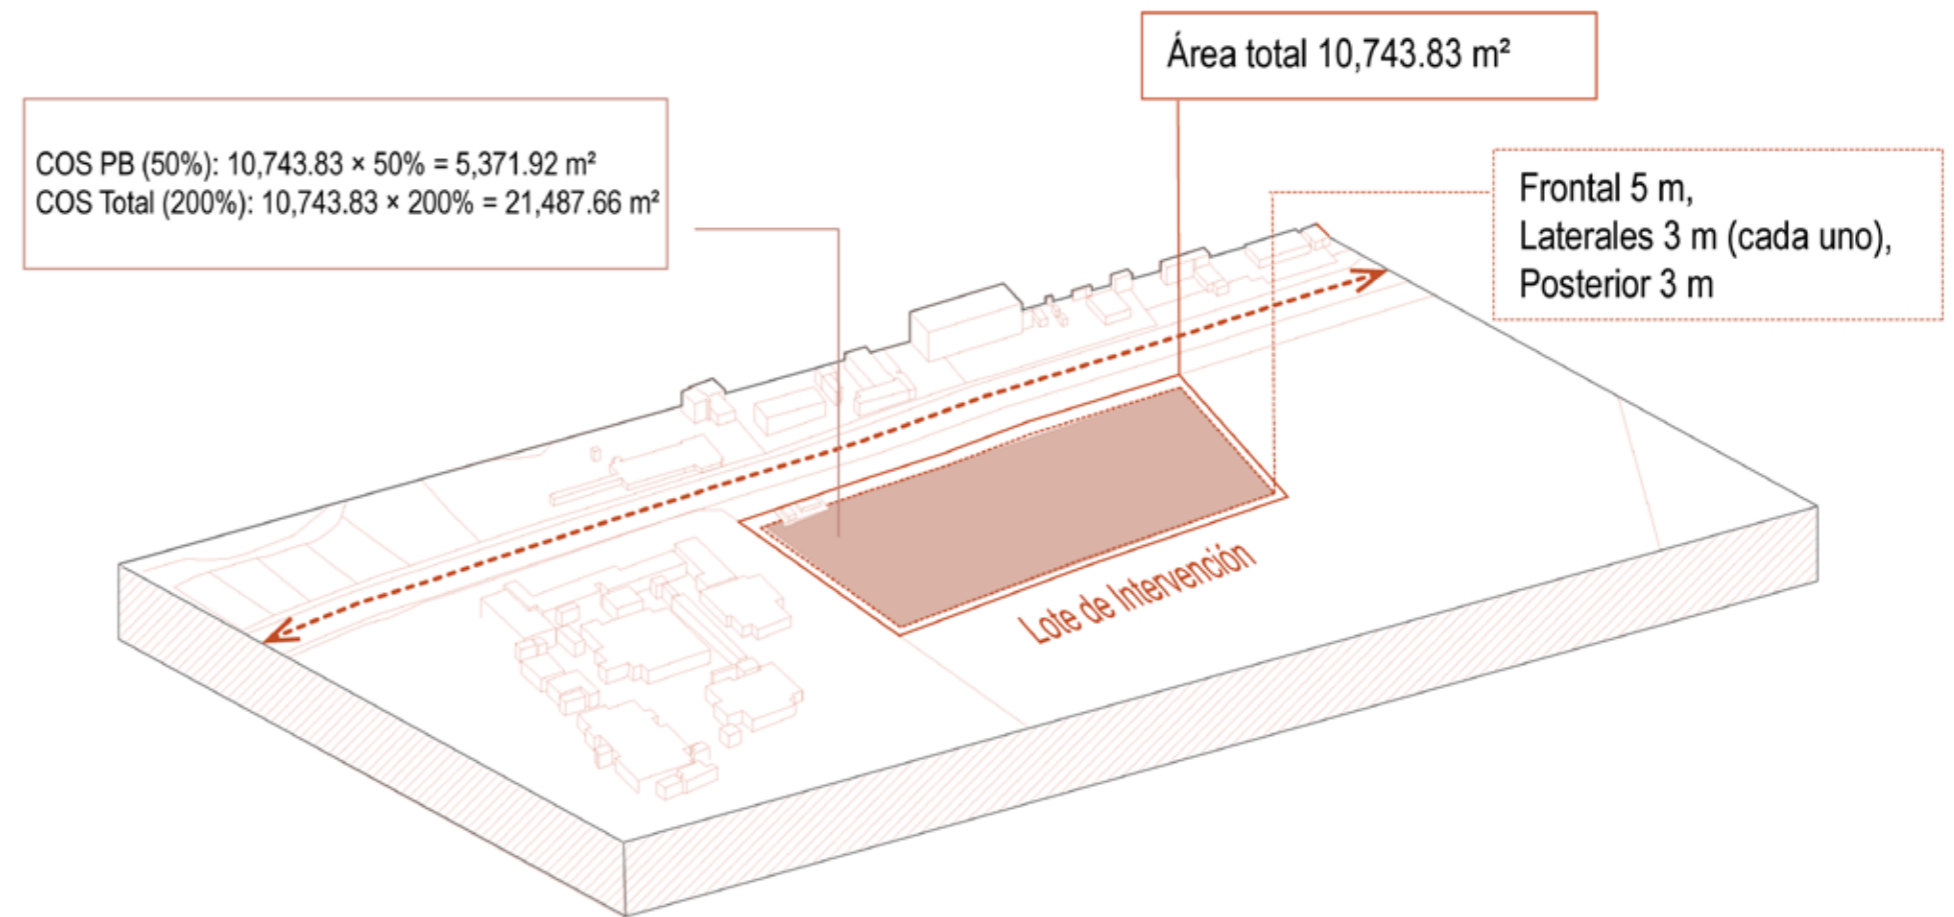 Área total 10,743.83 m²
COS PB (50%): 10,743.83 × 50% = 5,371.92 m²
COS Total (200%): 10,743.83 × 200% = 21,487.66 m²
Frontal 5 m,
Laterales 3 m (cada uno),
Posterior 3 m
Lote de Intervención